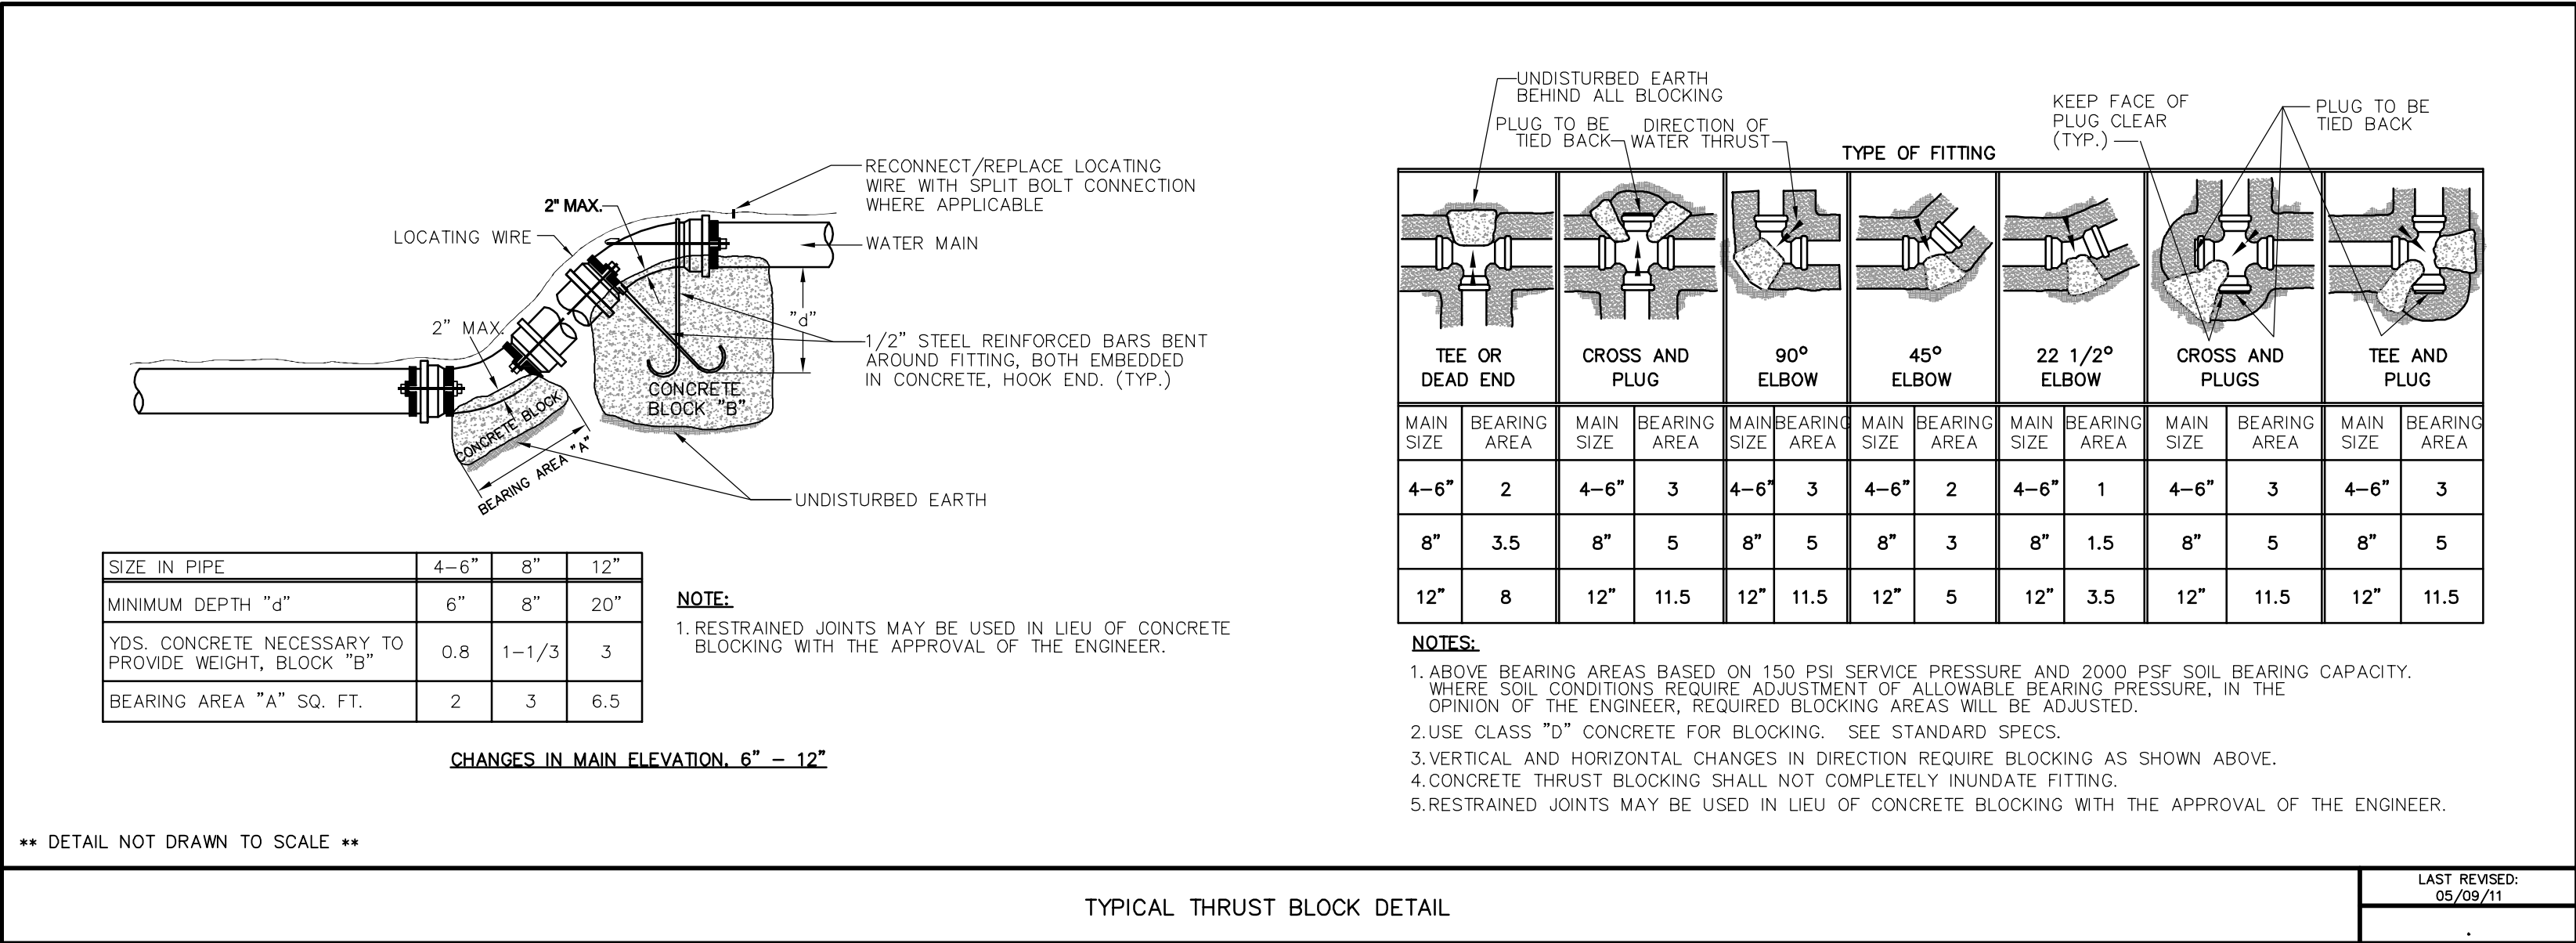 RECONNECT/REPLACE LOCATING
WIRE WITH SPLIT BOLT CONNECTION
WHERE APPLICABLE
2" MAX.
LOCATING WIRE
WATER MAIN
2" MAX.
"d"
1/2" STEEL REINFORCED BARS BENT
AROUND FITTING, BOTH EMBEDDED
IN CONCRETE, HOOK END. (TYP.)
CONCRETE
BLOCK "B"
CONCRETE BLOCK
BEARING AREA "A"
UNDISTURBED EARTH
SIZE IN PIPE 4-6" 8" 12"
MINIMUM DEPTH "d" 6" 8" 20"
YDS. CONCRETE NECESSARY TO
PROVIDE WEIGHT, BLOCK "B" 0.8 1-1/3 3
BEARING AREA "A" SQ. FT. 2 3 6.5
NOTE:
1. RESTRAINED JOINTS MAY BE USED IN LIEU OF CONCRETE
BLOCKING WITH THE APPROVAL OF THE ENGINEER.
CHANGES IN MAIN ELEVATION. 6" - 12"
** DETAIL NOT DRAWN TO SCALE **
UNDISTURBED EARTH
BEHIND ALL BLOCKING
PLUG TO BE
TIED BACK
DIRECTION OF
WATER THRUST
TYPE OF FITTING
KEEP FACE OF
PLUG CLEAR
(TYP.)
PLUG TO BE
TIED BACK
TEE OR
DEAD END
CROSS AND
PLUG
90°
ELBOW
45°
ELBOW
22 1/2°
ELBOW
CROSS AND
PLUGS
TEE AND
PLUG
MAIN BEARING MAIN BEARING MAIN BEARING MAIN BEARING MAIN BEARING MAIN BEARING MAIN BEARING
SIZE AREA SIZE AREA SIZE AREA SIZE AREA SIZE AREA SIZE AREA SIZE AREA
4-6" 2 4-6" 3 4-6" 3 4-6" 2 4-6" 1 4-6" 3 4-6" 3
8" 3.5 8" 5 8" 5 8" 3 8" 1.5 8" 5 8" 5
12" 8 12" 11.5 12" 11.5 12" 5 12" 3.5 12" 11.5 12" 11.5
NOTES:
1. ABOVE BEARING AREAS BASED ON 150 PSI SERVICE PRESSURE AND 2000 PSF SOIL BEARING CAPACITY.
WHERE SOIL CONDITIONS REQUIRE ADJUSTMENT OF ALLOWABLE BEARING PRESSURE, IN THE
OPINION OF THE ENGINEER, REQUIRED BLOCKING AREAS WILL BE ADJUSTED.
2. USE CLASS "D" CONCRETE FOR BLOCKING. SEE STANDARD SPECS.
3. VERTICAL AND HORIZONTAL CHANGES IN DIRECTION REQUIRE BLOCKING AS SHOWN ABOVE.
4. CONCRETE THRUST BLOCKING SHALL NOT COMPLETELY INUNDATE FITTING.
5. RESTRAINED JOINTS MAY BE USED IN LIEU OF CONCRETE BLOCKING WITH THE APPROVAL OF THE ENGINEER.
TYPICAL THRUST BLOCK DETAIL
LAST REVISED:
05/09/11
.